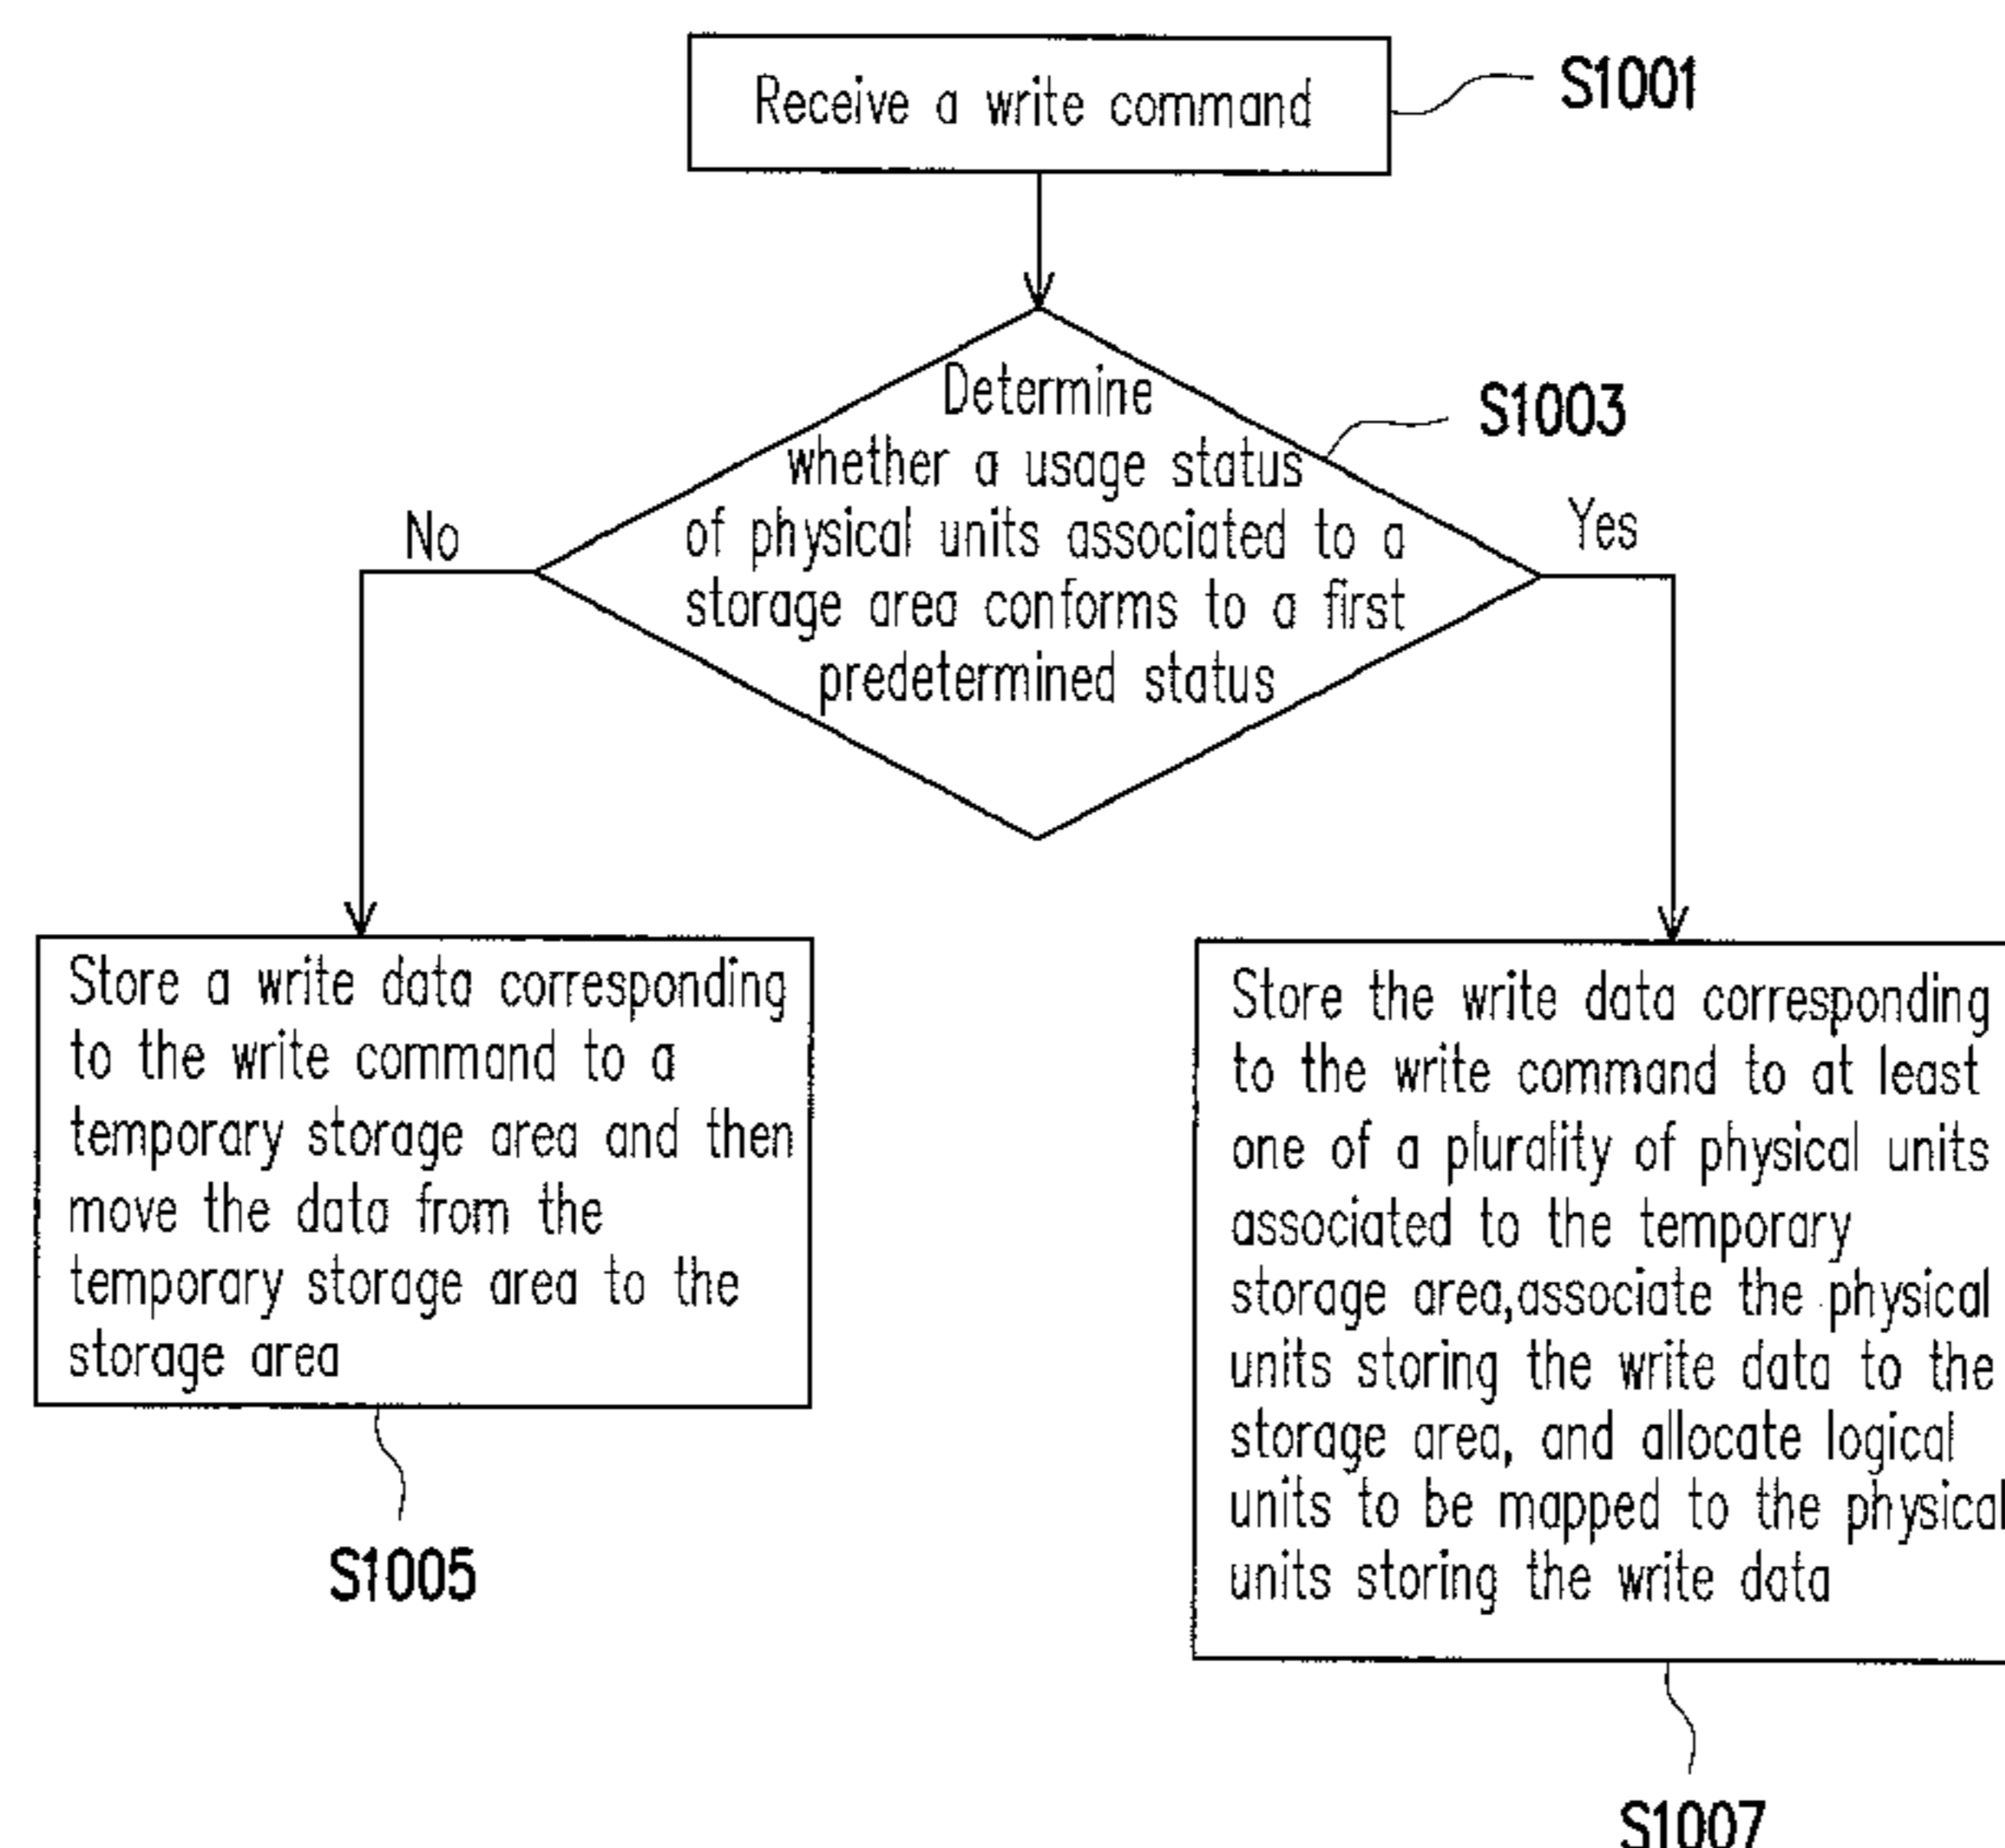 Receive a write command
S1001
Determine
whether a usage status
of physical units associated to a
storage area conforms to a first
predetermined status
S1003
No
Yes
Store a write data corresponding
to the write command to a
temporary storage area and then
move the data from the
temporary storage area to the
storage area
S1005
Store the write data corresponding
to the write command to at least
one of a plurality of physical units
associated to the temporary
storage area,associate the physical
units storing the write data to the
storage area, and allocate logical
units to be mapped to the physical
units storing the write data
S1007